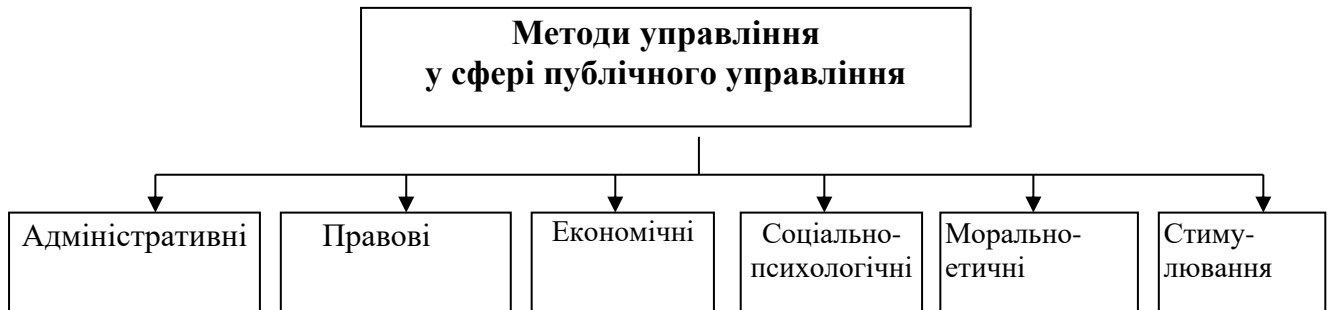 Методи управління
у сфері публічного управління
Адміністративні
Правові
Економічні
Соціально-
психологічні
Морально-
етичні
Стиму-
лювання